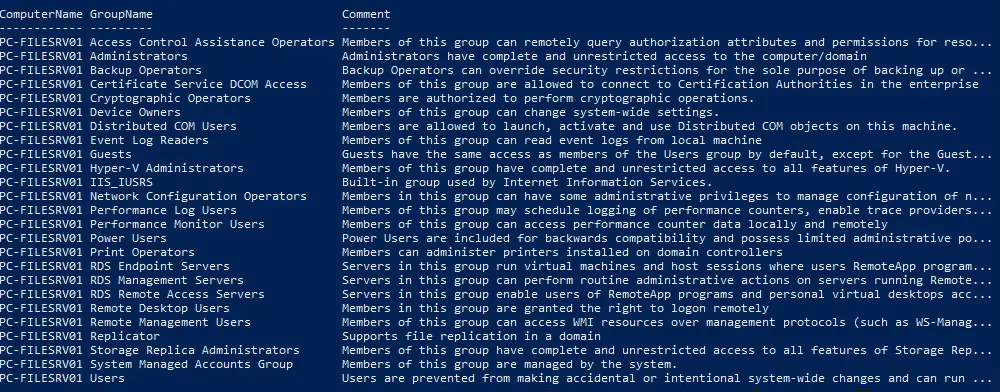 ComputerName GroupName Comment
------------ --------- -------
PC-FILESRV01 Access Control Assistance Operators Members of this group can remotely query authorization attributes and permissions for reso...
PC-FILESRV01 Administrators Administrators have complete and unrestricted access to the computer/domain
PC-FILESRV01 Backup Operators Backup Operators can override security restrictions for the sole purpose of backing up or ...
PC-FILESRV01 Certificate Service DCOM Access Members of this group are allowed to connect to Certification Authorities in the enterprise
PC-FILESRV01 Cryptographic Operators Members are authorized to perform cryptographic operations.
PC-FILESRV01 Device Owners Members of this group can change system-wide settings.
PC-FILESRV01 Distributed COM Users Members are allowed to launch, activate and use Distributed COM objects on this machine.
PC-FILESRV01 Event Log Readers Members of this group can read event logs from local machine
PC-FILESRV01 Guests Guests have the same access as members of the Users group by default, except for the Guest...
PC-FILESRV01 Hyper-V Administrators Members of this group have complete and unrestricted access to all features of Hyper-V.
PC-FILESRV01 IIS_IUSRS Built-in group used by Internet Information Services.
PC-FILESRV01 Network Configuration Operators Members in this group can have some administrative privileges to manage configuration of n...
PC-FILESRV01 Performance Log Users Members of this group may schedule logging of performance counters, enable trace providers...
PC-FILESRV01 Performance Monitor Users Members of this group can access performance counter data locally and remotely
PC-FILESRV01 Power Users Power Users are included for backwards compatibility and possess limited administrative po...
PC-FILESRV01 Print Operators Members can administer printers installed on domain controllers
PC-FILESRV01 RDS Endpoint Servers Servers in this group run virtual machines and host sessions where users RemoteApp program...
PC-FILESRV01 RDS Management Servers Servers in this group can perform routine administrative actions on servers running Remote...
PC-FILESRV01 RDS Remote Access Servers Servers in this group enable users of RemoteApp programs and personal virtual desktops acc...
PC-FILESRV01 Remote Desktop Users Members in this group are granted the right to logon remotely
PC-FILESRV01 Remote Management Users Members of this group can access WMI resources over management protocols (such as WS-Manag...
PC-FILESRV01 Replicator Supports file replication in a domain
PC-FILESRV01 Storage Replica Administrators Members of this group have complete and unrestricted access to all features of Storage Rep...
PC-FILESRV01 System Managed Accounts Group Members of this group are managed by the system.
PC-FILESRV01 Users Users are prevented from making accidental or intentional system-wide changes and can run ...